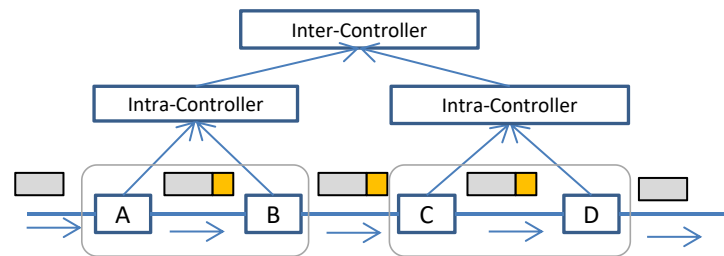 Inter-Controller
Intra-Controller Intra-Controller
A B C D